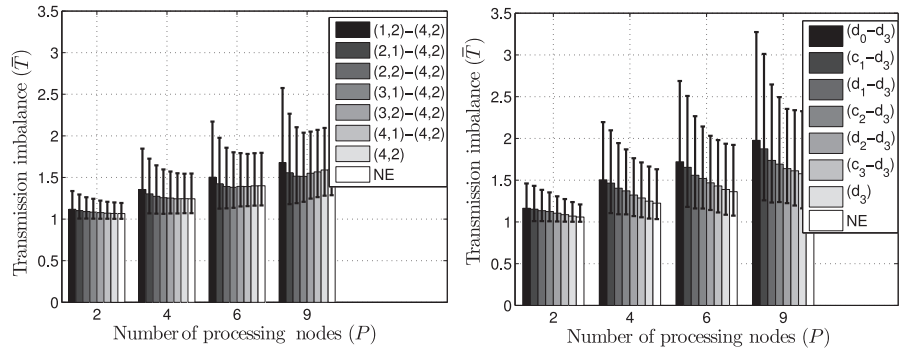 3.5
3
2.5
2
1.5
1
0.5
0
Transmission imbalance (T̅)
2 4 6 9
Number of processing nodes (P)
(1,2)−(4,2)
(2,1)−(4,2)
(2,2)−(4,2)
(3,1)−(4,2)
(3,2)−(4,2)
(4,1)−(4,2)
(4,2)
NE
3.5
3
2.5
2
1.5
1
0.5
Transmission imbalance (T̅)
2 4 6 9
Number of processing nodes (P)
(d₀−d₃)
(c₁−d₃)
(d₁−d₃)
(c₂−d₃)
(d₂−d₃)
(c₃−d₃)
(d₃)
NE